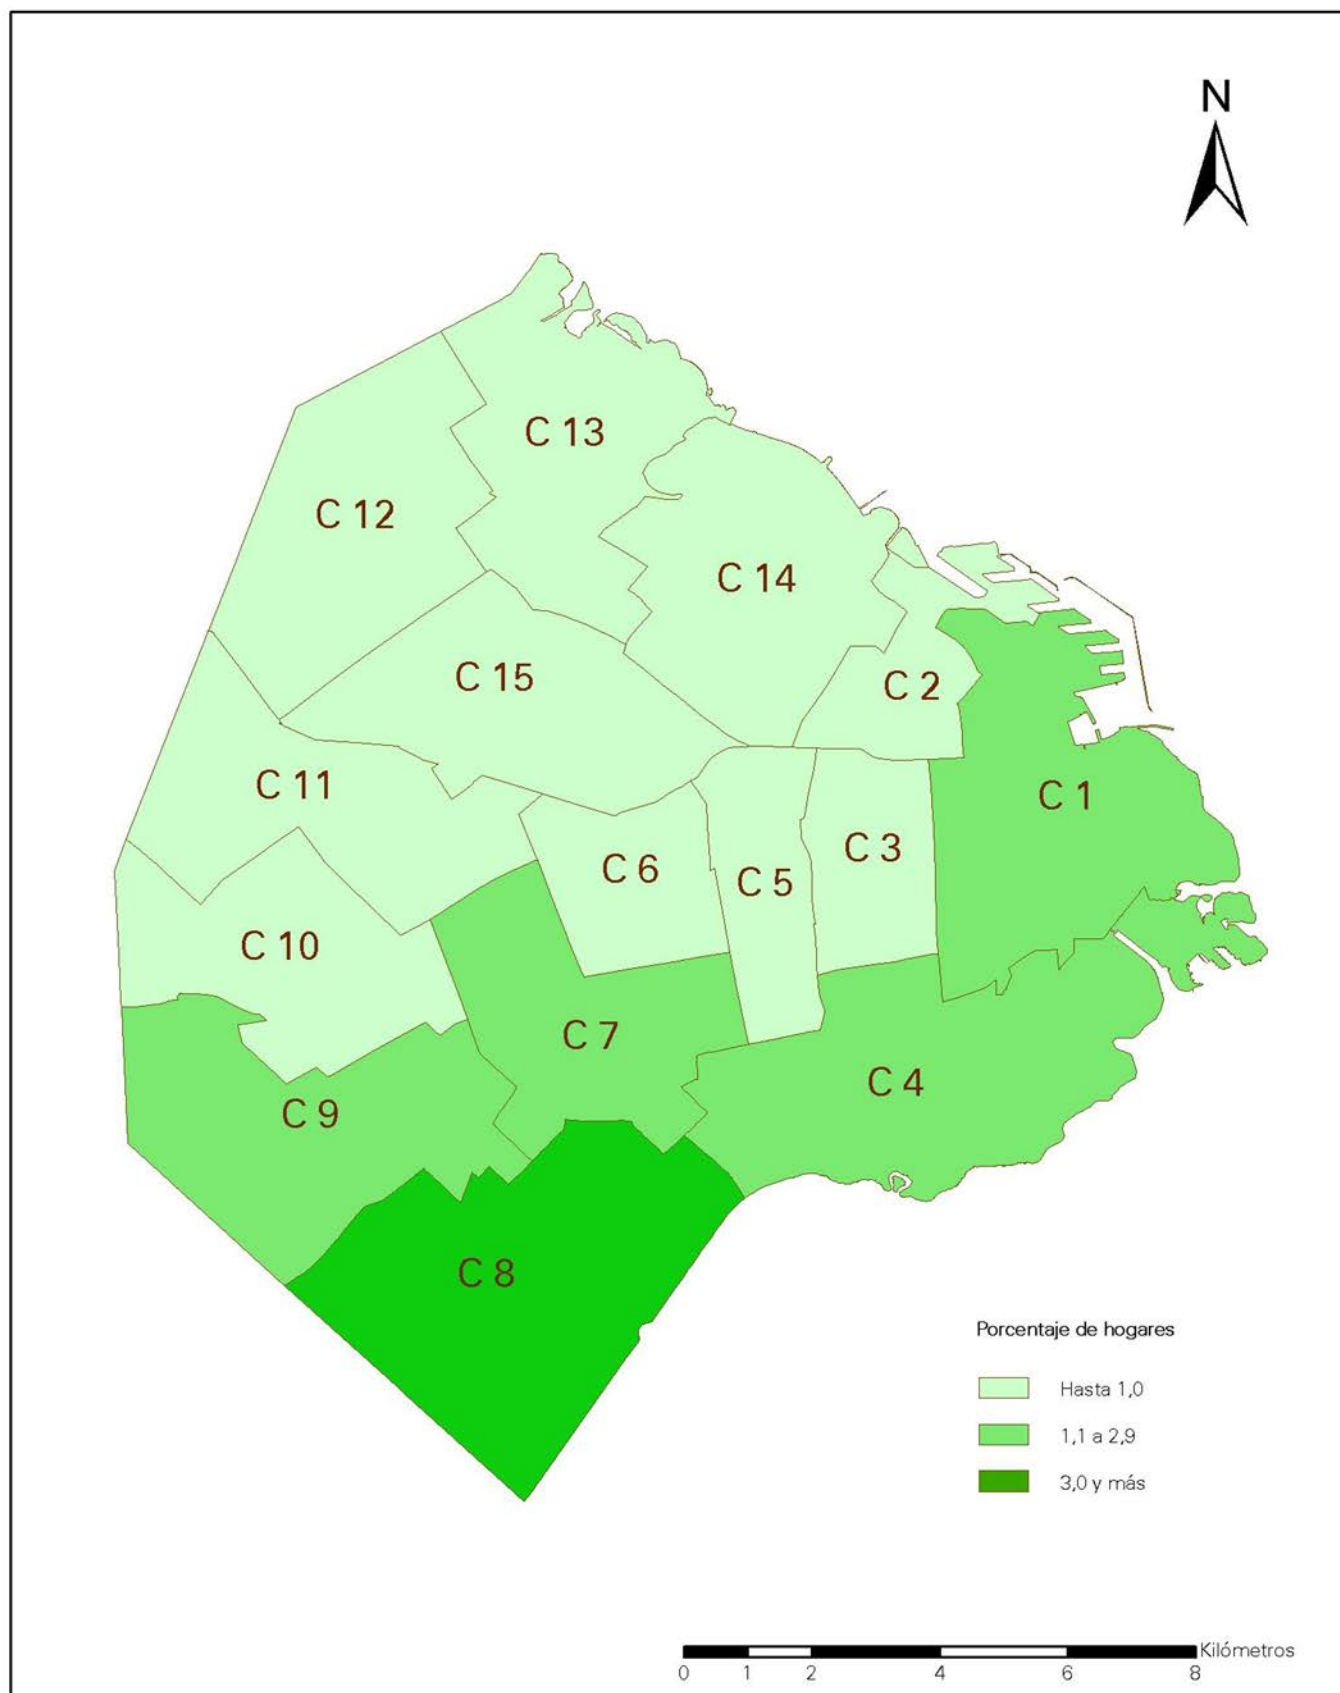 N
C 13
C 12
C 14
C 15
C 2
C 11
C 1
C 3
C 6
C 5
C 10
C 7
C 4
C 9
C 8
Porcentaje de hogares
Hasta 1,0
1,1 a 2,9
3,0 y más
Kilómetros
0 1 2 4 6 8